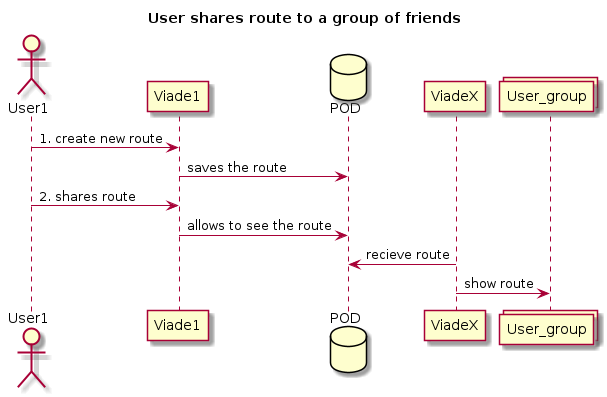 User shares route to a group of friends
User1
Viade1
POD
ViadeX
User_group
1. create new route
saves the route
2. shares route
allows to see the route
recieve route
show route
User1
Viade1
POD
ViadeX
User_group